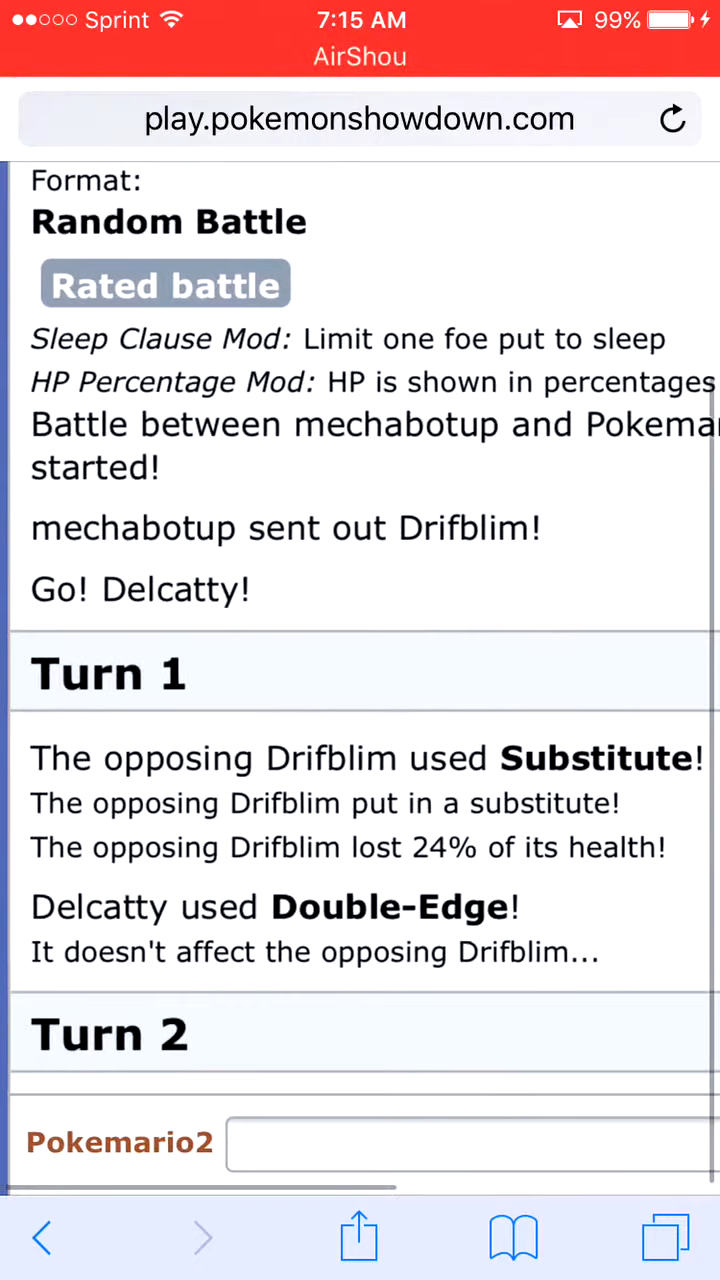 Sprint 7:15 AM 99%
AirShou
play.pokemonshowdown.com
Format:
Random Battle
Rated battle
Sleep Clause Mod: Limit one foe put to sleep
HP Percentage Mod: HP is shown in percentages
Battle between mechabotup and Pokemar
started!
mechabotup sent out Drifblim!
Go! Delcatty!
Turn 1
The opposing Drifblim used Substitute!
The opposing Drifblim put in a substitute!
The opposing Drifblim lost 24% of its health!
Delcatty used Double-Edge!
It doesn't affect the opposing Drifblim...
Turn 2
Pokemario2